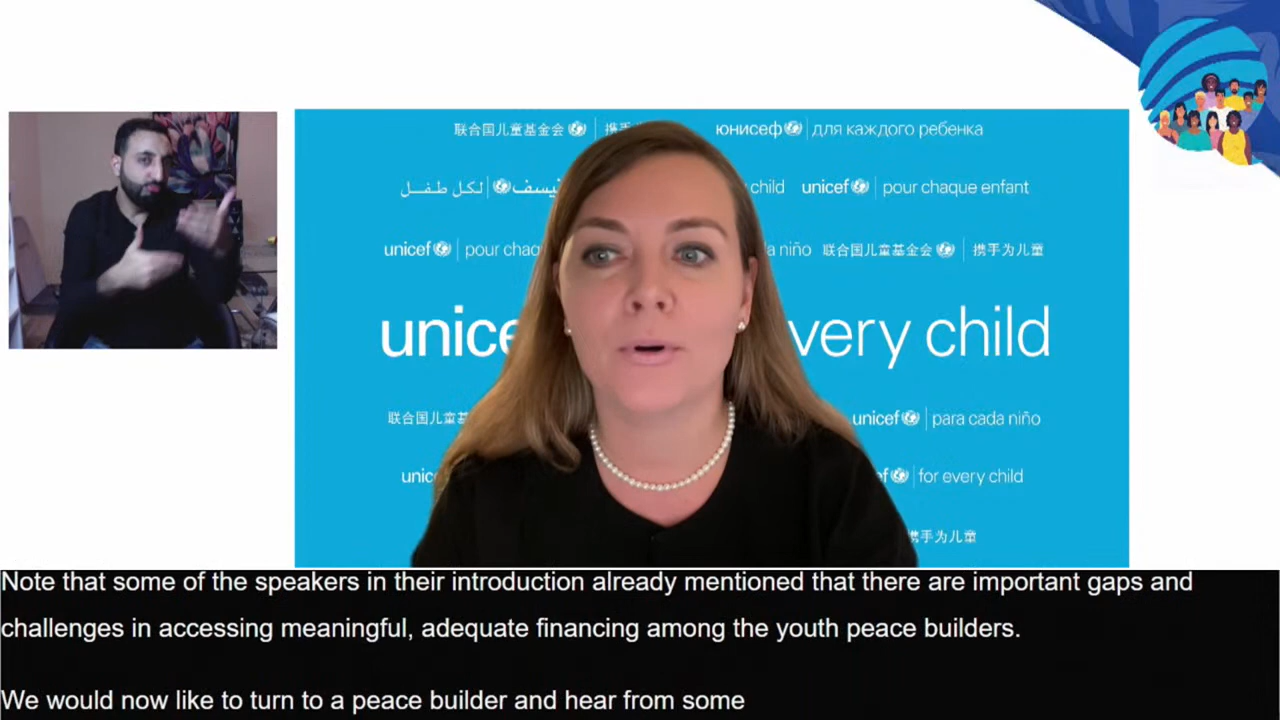 联合国儿童基金会 | 携手
юнисеф | для каждого ребенка
نيسف | لكل طفل
child unicef | pour chaque enfant
unicef | pour chaq
a niño 联合国儿童基金会 | 携手为儿童
unice
very child
联合国儿童基
unicef | para cada niño
unic
ef | for every child
携手为儿童
Note that some of the speakers in their introduction already mentioned that there are important gaps and
challenges in accessing meaningful, adequate financing among the youth peace builders.
We would now like to turn to a peace builder and hear from some